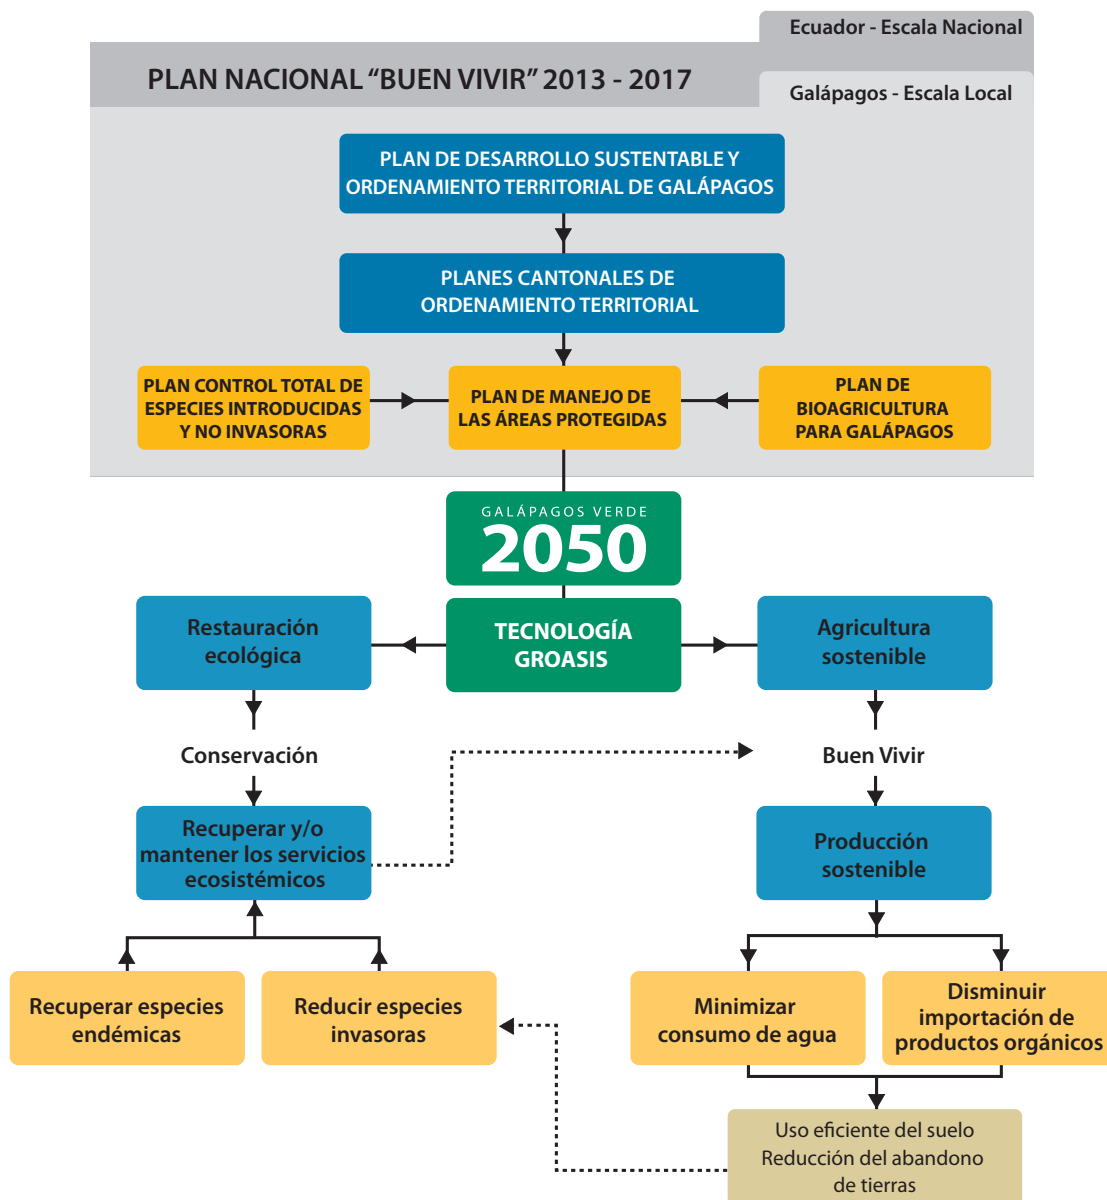 Ecuador - Escala Nacional
PLAN NACIONAL “BUEN VIVIR” 2013 - 2017
Galápagos - Escala Local
PLAN DE DESARROLLO SUSTENTABLE Y
ORDENAMIENTO TERRITORIAL DE GALÁPAGOS
PLANES CANTONALES DE
ORDENAMIENTO TERRITORIAL
PLAN CONTROL TOTAL DE
ESPECIES INTRODUCIDAS
Y NO INVASORAS
PLAN DE MANEJO DE
LAS ÁREAS PROTEGIDAS
PLAN DE
BIOAGRICULTURA
PARA GALÁPAGOS
GALÁPAGOS VERDE
2050
TECNOLOGÍA
GROASIS
Restauración
ecológica
Agricultura
sostenible
Conservación
Buen Vivir
Recuperar y/o
mantener los servicios
ecosistémicos
Producción
sostenible
Recuperar especies
endémicas
Reducir especies
invasoras
Minimizar
consumo de agua
Disminuir
importación de
productos orgánicos
Uso eficiente del suelo
Reducción del abandono
de tierras